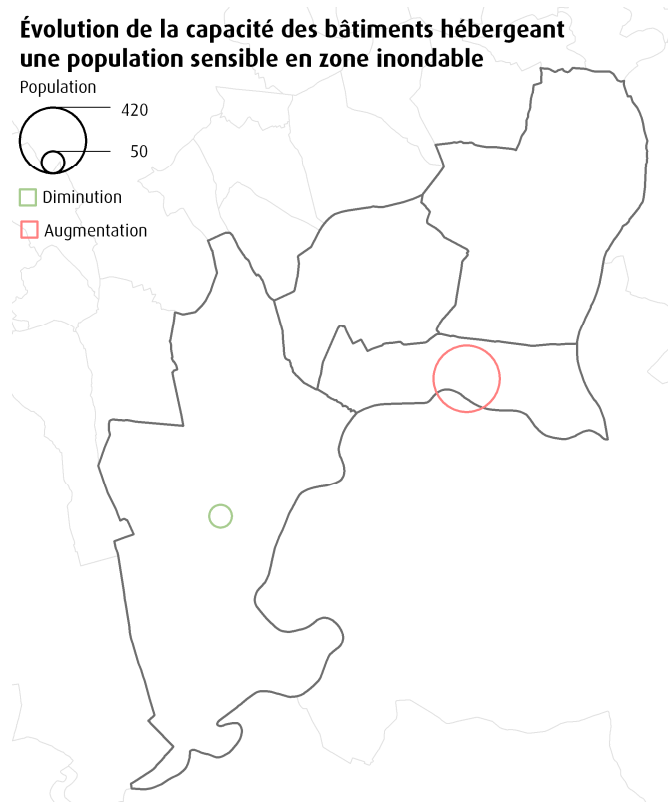 Évolution de la capacité des bâtiments hébergeant
une population sensible en zone inondable
Population
420
50
Diminution
Augmentation